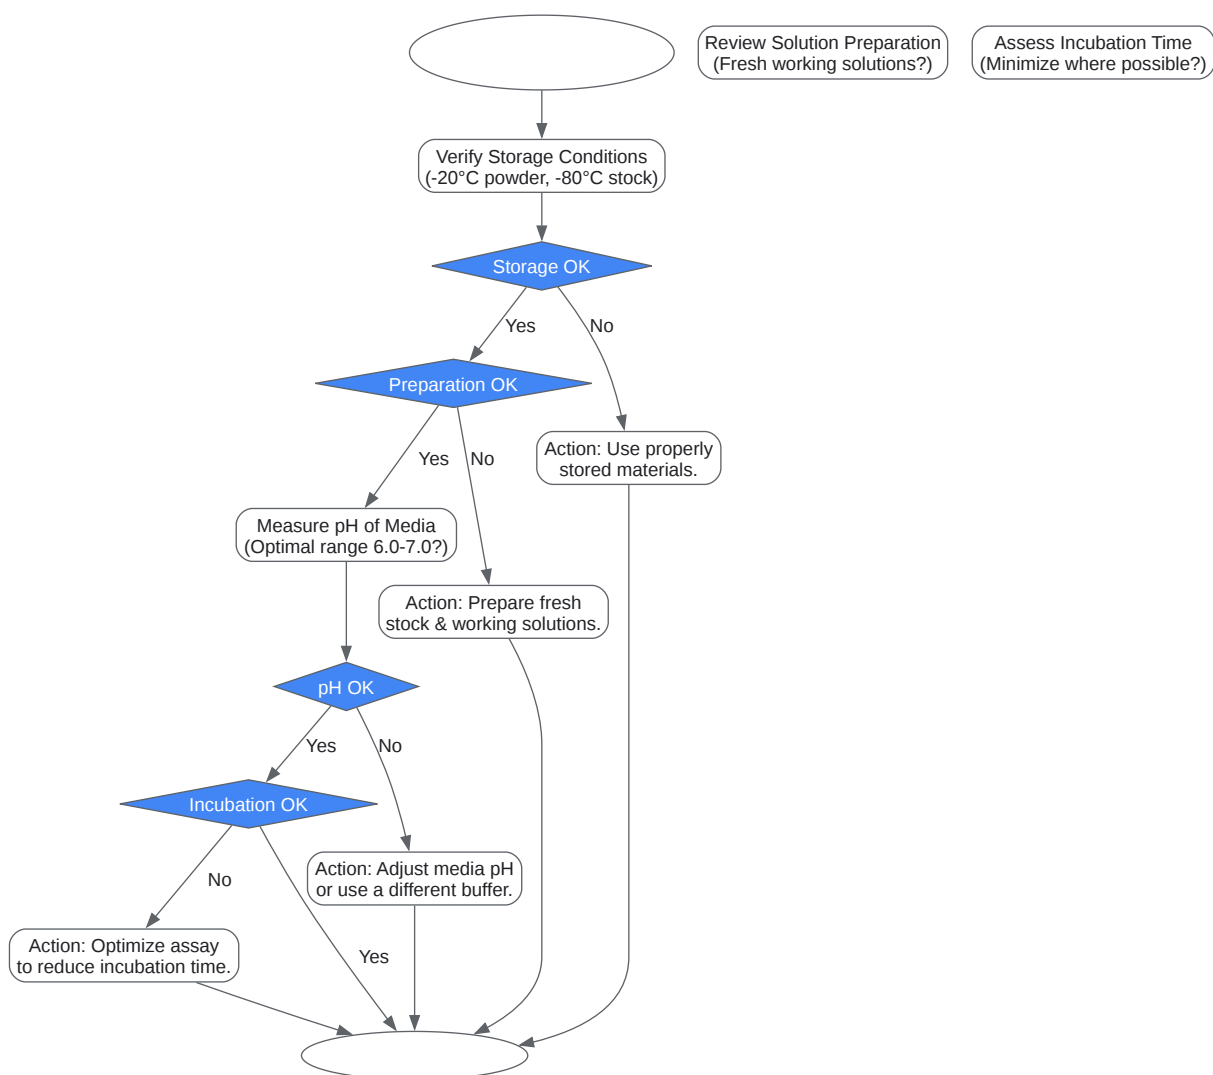 Review Solution Preparation
(Fresh working solutions?)
Assess Incubation Time
(Minimize where possible?)
Verify Storage Conditions
(-20°C powder, -80°C stock)
Storage OK
Yes
No
Preparation OK
Yes
No
Action: Use properly
stored materials.
Measure pH of Media
(Optimal range 6.0-7.0?)
Action: Prepare fresh
stock & working solutions.
pH OK
Yes
No
Incubation OK
No
Action: Adjust media pH
or use a different buffer.
Action: Optimize assay
to reduce incubation time.
Yes